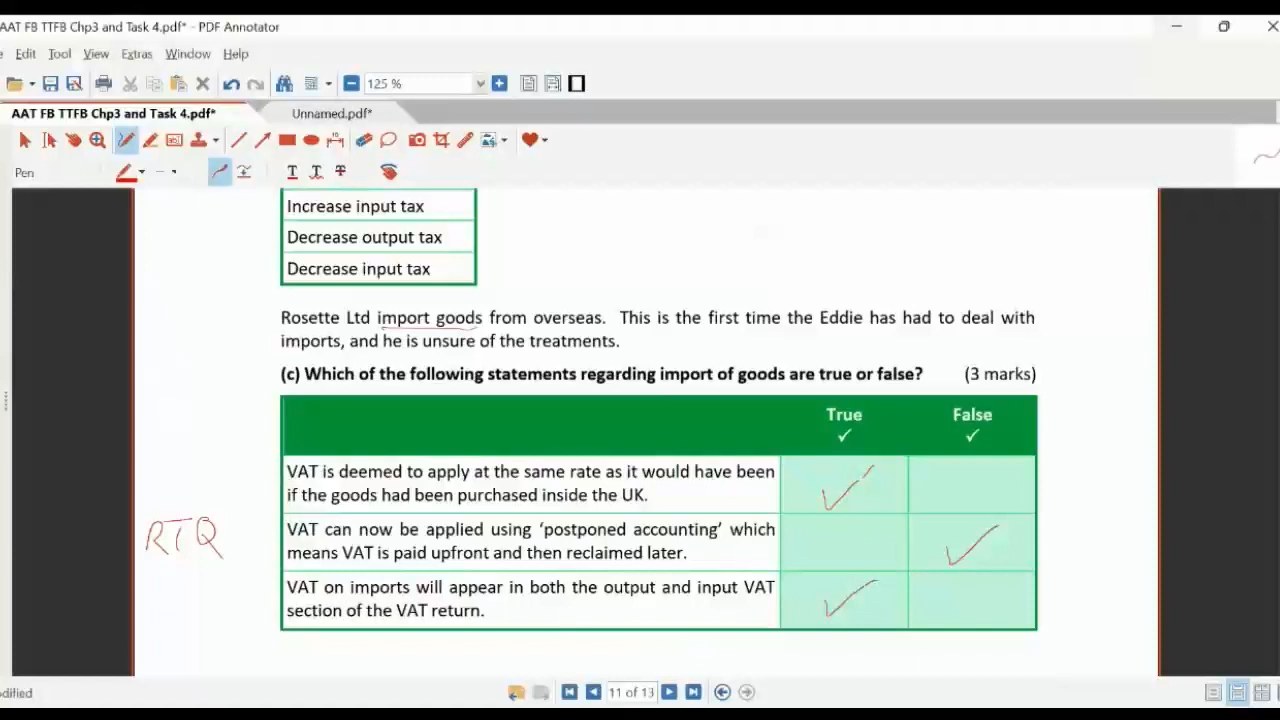 AAT FB TTFB Chp3 and Task 4.pdf* - PDF Annotator
e Edit Tool View Extras Window Help
125 %
AAT FB TTFB Chp3 and Task 4.pdf* Unnamed.pdf*
Pen
Increase input tax
Decrease output tax
Decrease input tax
Rosette Ltd import goods from overseas. This is the first time the Eddie has had to deal with
imports, and he is unsure of the treatments.
(c) Which of the following statements regarding import of goods are true or false? (3 marks)
True False
✓ ✓
VAT is deemed to apply at the same rate as it would have been
if the goods had been purchased inside the UK.
RTQ
VAT can now be applied using ‘postponed accounting’ which
means VAT is paid upfront and then reclaimed later.
VAT on imports will appear in both the output and input VAT
section of the VAT return.
odified
11 of 13